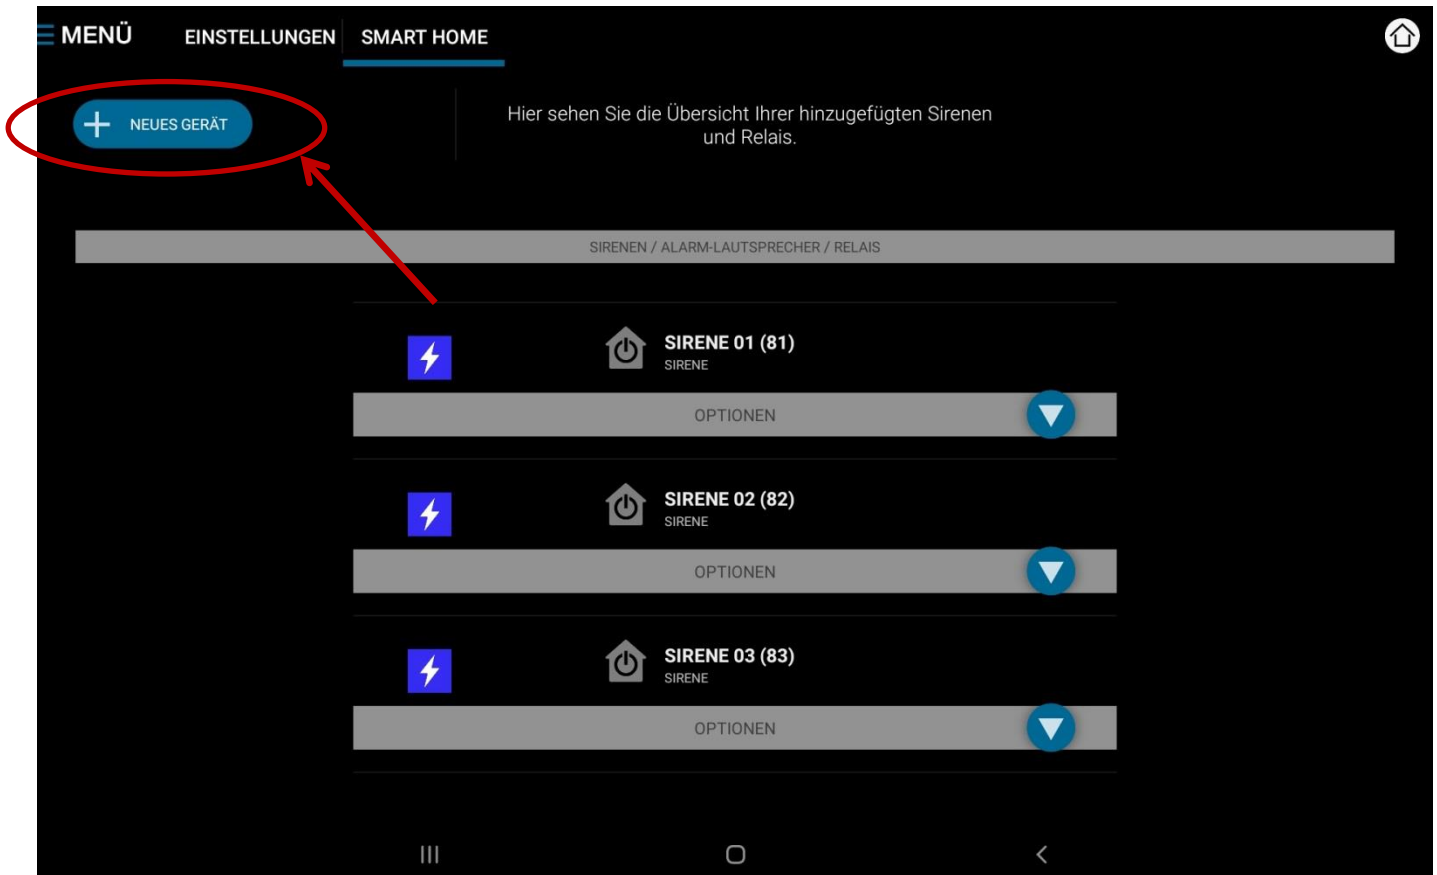 MENÜ
EINSTELLUNGEN
SMART HOME
NEUES GERÄT
Hier sehen Sie die Übersicht Ihrer hinzugefügten Sirenen
und Relais.
SIRENEN / ALARM-LAUTSPRECHER / RELAIS
SIRENE 01 (81)
SIRENE
OPTIONEN
SIRENE 02 (82)
SIRENE
OPTIONEN
SIRENE 03 (83)
SIRENE
OPTIONEN